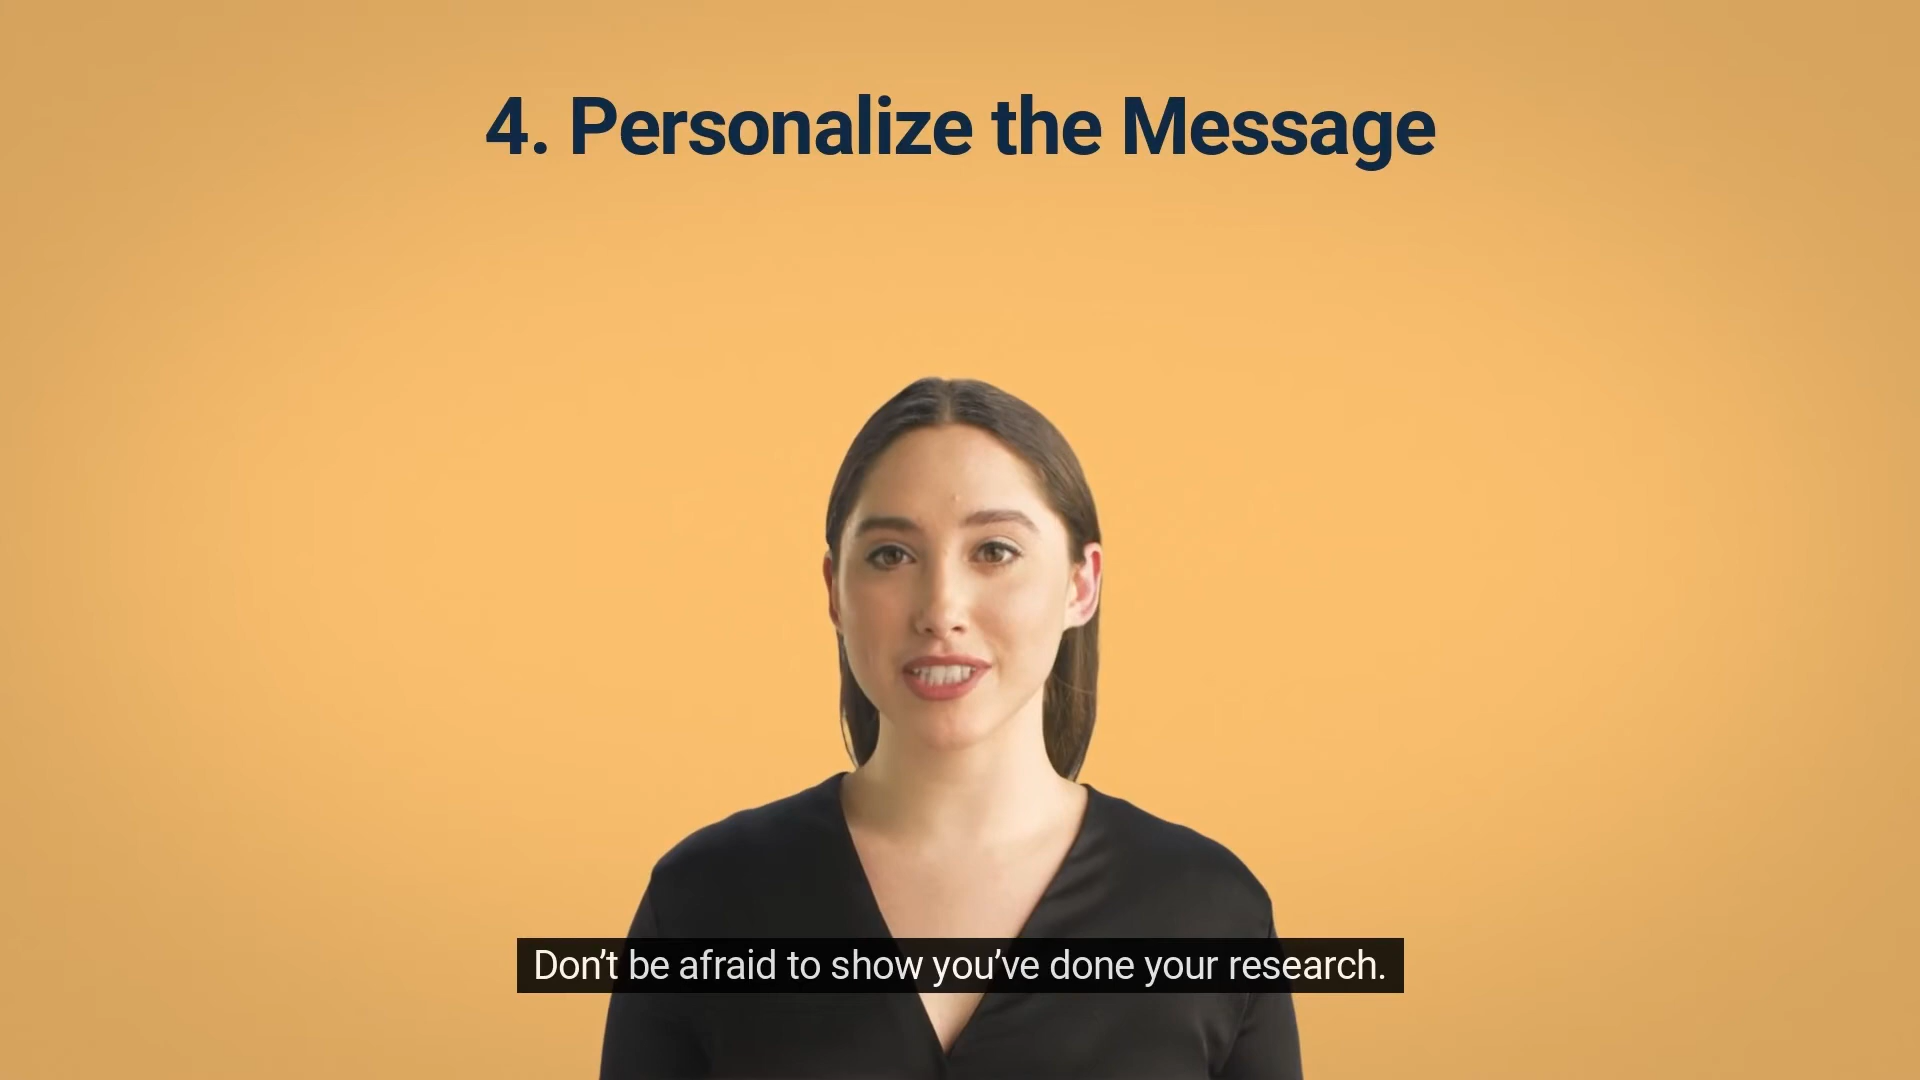 4. Personalize the Message
Don’t be afraid to show you’ve done your research.